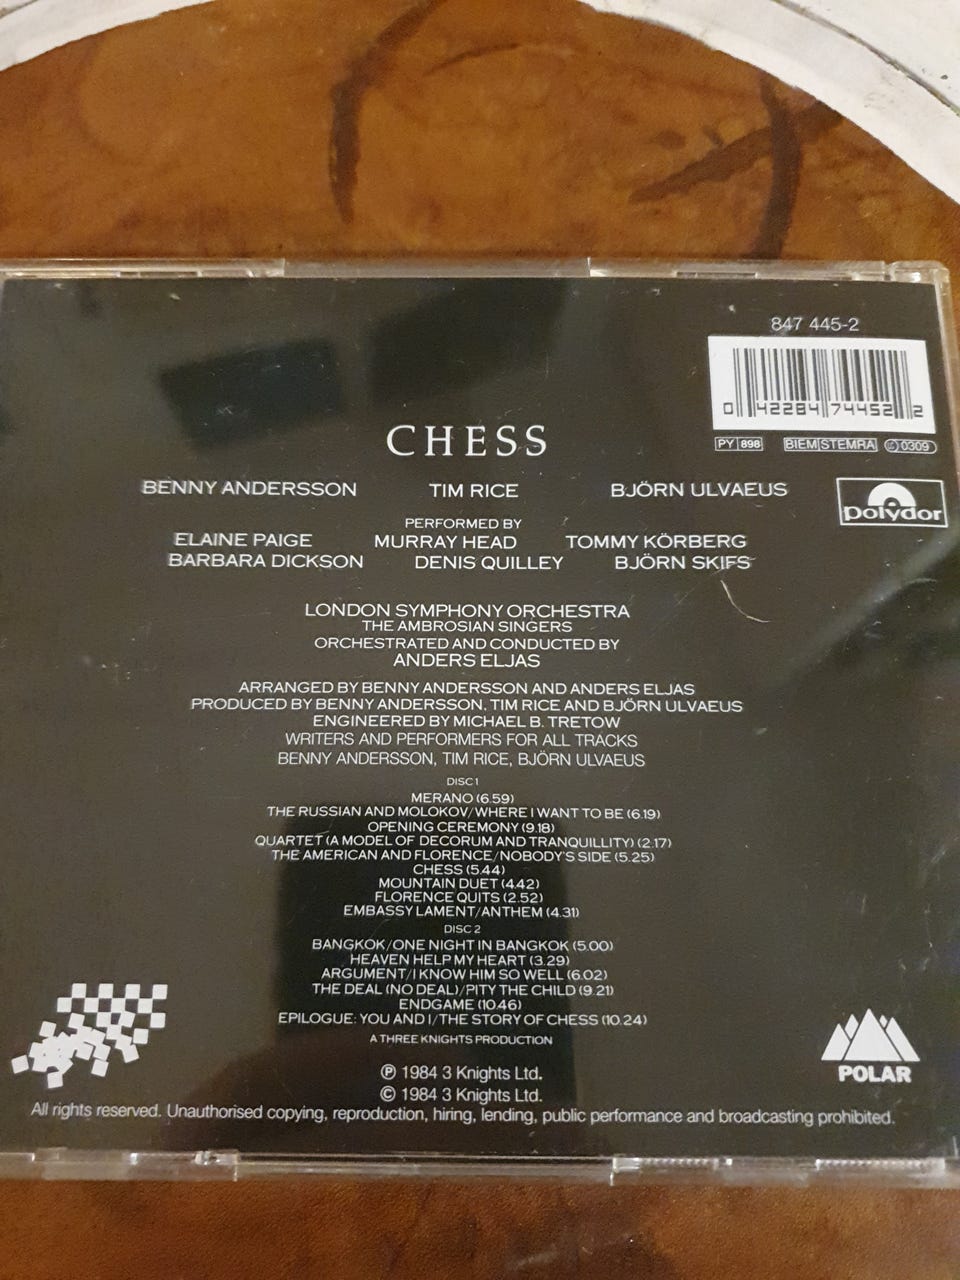 847 445-2
0 42284 74452 2
PY 898 BIEM STEMRA LC 0309
CHESS
BENNY ANDERSSON TIM RICE BJÖRN ULVAEUS
polydor
PERFORMED BY
ELAINE PAIGE MURRAY HEAD TOMMY KÖRBERG
BARBARA DICKSON DENIS QUILLEY BJÖRN SKIFS
LONDON SYMPHONY ORCHESTRA
THE AMBROSIAN SINGERS
ORCHESTRATED AND CONDUCTED BY
ANDERS ELJAS
ARRANGED BY BENNY ANDERSSON AND ANDERS ELJAS
PRODUCED BY BENNY ANDERSSON, TIM RICE AND BJÖRN ULVAEUS
ENGINEERED BY MICHAEL B. TRETOW
WRITERS AND PERFORMERS FOR ALL TRACKS
BENNY ANDERSSON, TIM RICE, BJÖRN ULVAEUS
DISC 1
MERANO (6.59)
THE RUSSIAN AND MOLOKOV/WHERE I WANT TO BE (6.19)
OPENING CEREMONY (9.18)
QUARTET (A MODEL OF DECORUM AND TRANQUILLITY) (2.17)
THE AMERICAN AND FLORENCE/NOBODY'S SIDE (5.25)
CHESS (5.44)
MOUNTAIN DUET (4.42)
FLORENCE QUITS (2.52)
EMBASSY LAMENT/ANTHEM (4.31)
DISC 2
BANGKOK/ONE NIGHT IN BANGKOK (5.00)
HEAVEN HELP MY HEART (3.29)
ARGUMENT/I KNOW HIM SO WELL (6.02)
THE DEAL (NO DEAL)/PITY THE CHILD (9.21)
ENDGAME (10.46)
EPILOGUE: YOU AND I/THE STORY OF CHESS (10.24)
A THREE KNIGHTS PRODUCTION
℗ 1984 3 Knights Ltd.
© 1984 3 Knights Ltd.
POLAR
All rights reserved. Unauthorised copying, reproduction, hiring, lending, public performance and broadcasting prohibited.